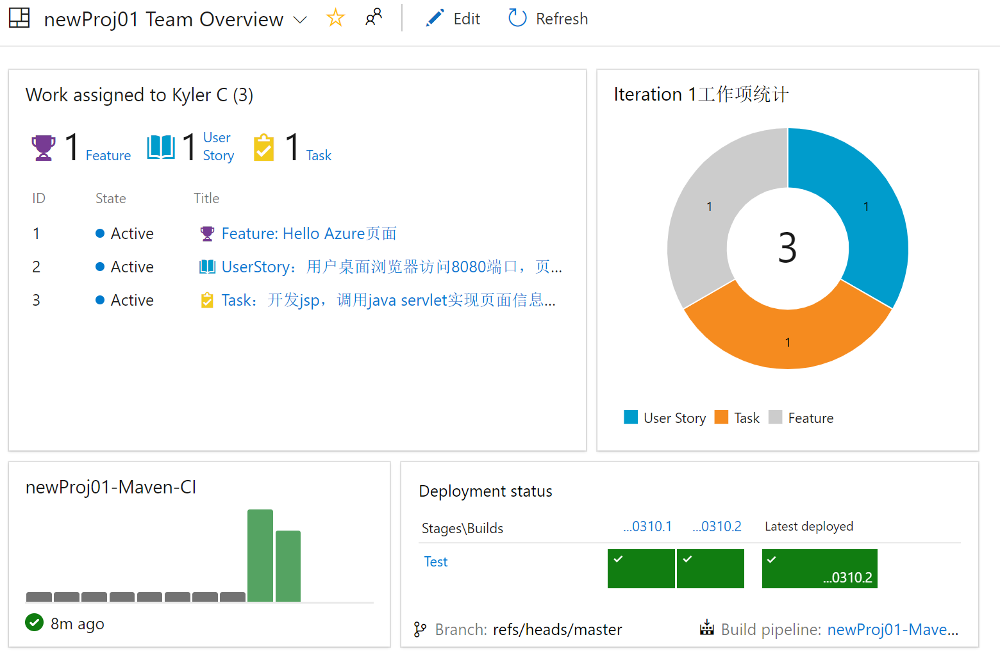 newProj01 Team Overview
Edit
Refresh
Work assigned to Kyler C (3)
1 Feature
1 User Story
1 Task
ID State Title
1 Active Feature: Hello Azure页面
2 Active UserStory：用户桌面浏览器访问8080端口，页...
3 Active Task：开发jsp，调用java servlet实现页面信息...
Iteration 1工作项统计
1
1
3
1
User Story Task Feature
newProj01-Maven-CI
8m ago
Deployment status
Stages\Builds ...0310.1 ...0310.2 Latest deployed
Test
...0310.2
Branch: refs/heads/master
Build pipeline: newProj01-Mave...